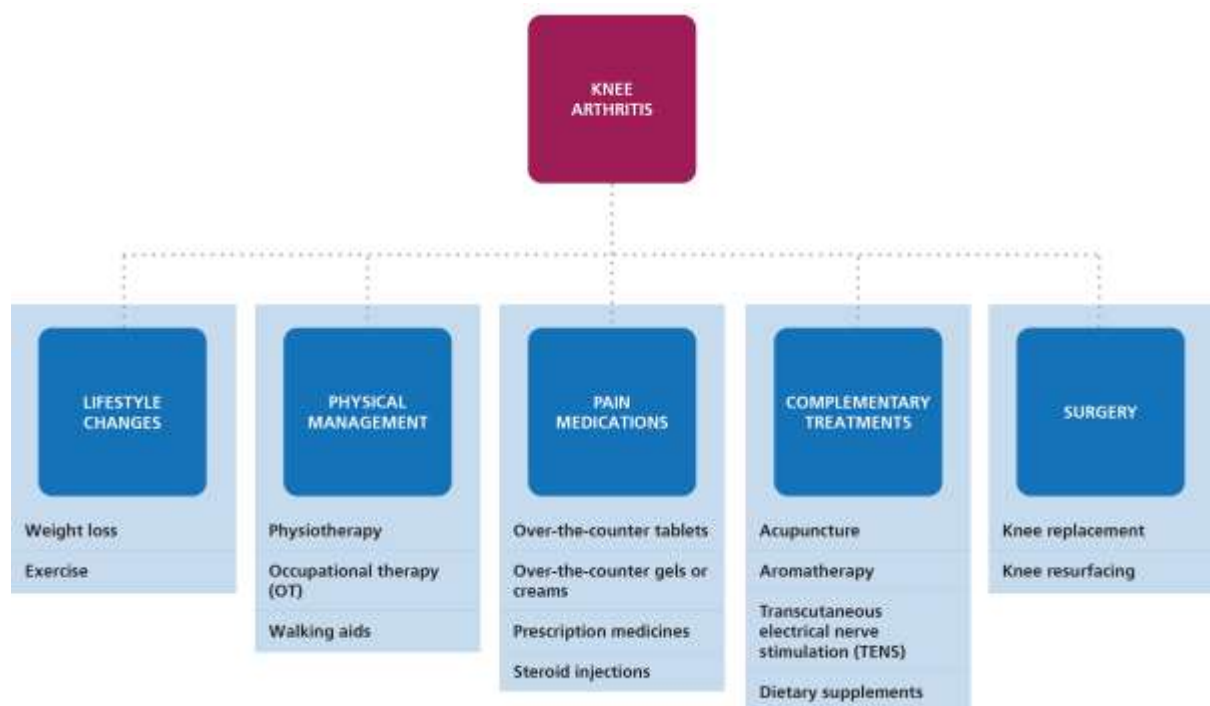 KNEE
ARTHRITIS
LIFESTYLE
CHANGES
Weight loss
Exercise
PHYSICAL
MANAGEMENT
Physiotherapy
Occupational therapy
(OT)
Walking aids
PAIN
MEDICATIONS
Over-the-counter tablets
Over-the-counter gels or
creams
Prescription medicines
Steroid injections
COMPLEMENTARY
TREATMENTS
Acupuncture
Aromatherapy
Transcutaneous
electrical nerve
stimulation (TENS)
Dietary supplements
SURGERY
Knee replacement
Knee resurfacing